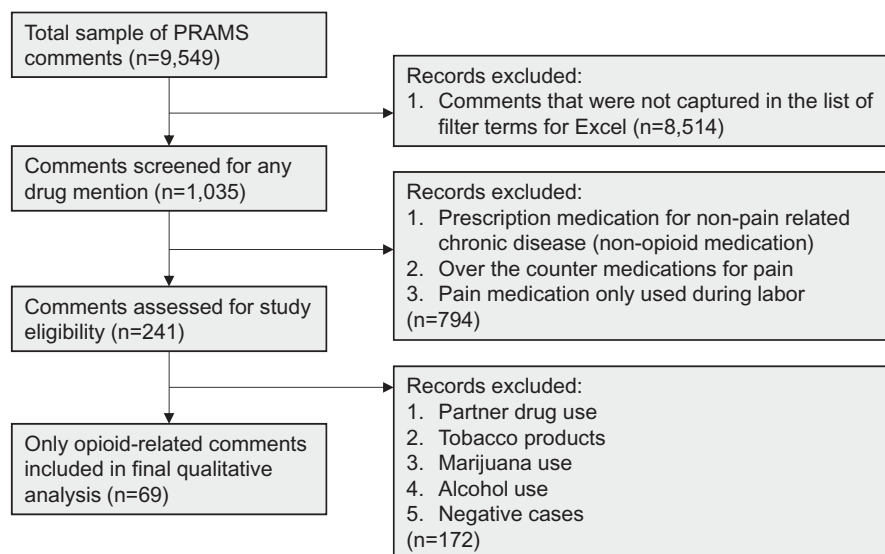 Total sample of PRAMS
comments (n=9,549)
Records excluded:
1. Comments that were not captured in the list of
filter terms for Excel (n=8,514)
Comments screened for any
drug mention (n=1,035)
Records excluded:
1. Prescription medication for non-pain related
chronic disease (non-opioid medication)
2. Over the counter medications for pain
3. Pain medication only used during labor
(n=794)
Comments assessed for study
eligibility (n=241)
Records excluded:
1. Partner drug use
2. Tobacco products
3. Marijuana use
4. Alcohol use
5. Negative cases
(n=172)
Only opioid-related comments
included in final qualitative
analysis (n=69)